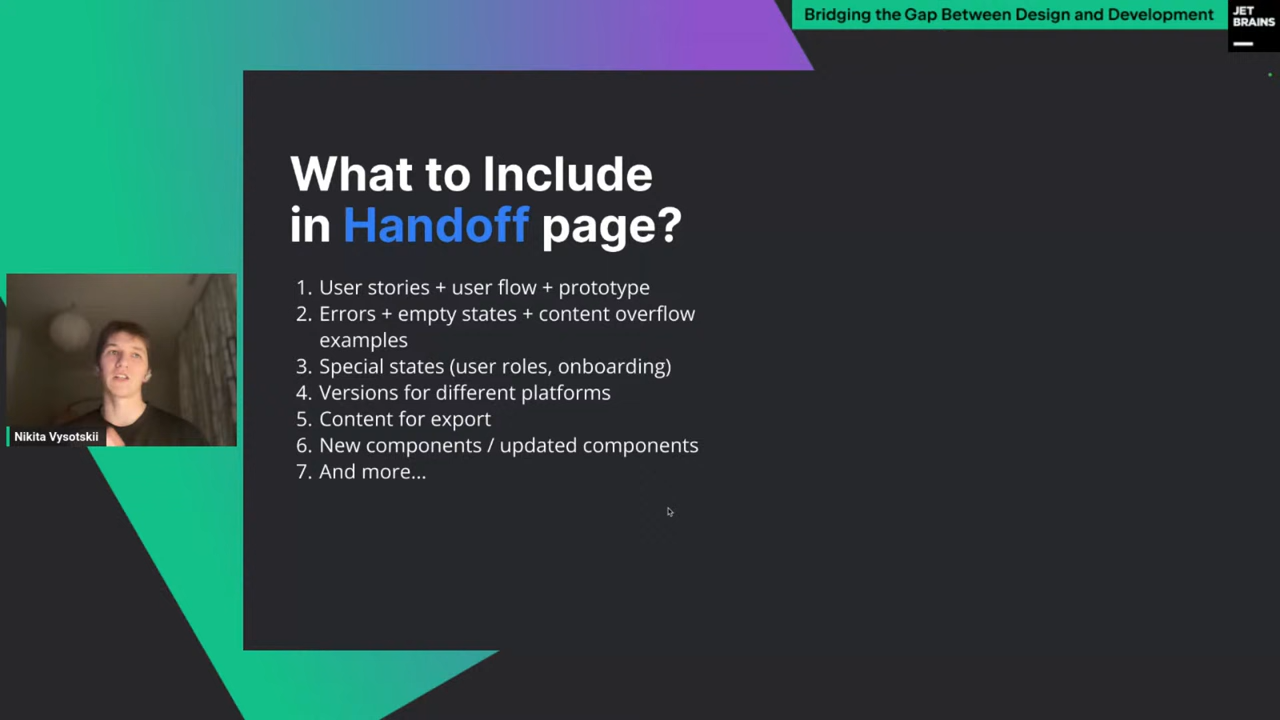 Bridging the Gap Between Design and Development
JET
BRAINS
What to Include
in Handoff page?
1. User stories + user flow + prototype
2. Errors + empty states + content overflow
examples
3. Special states (user roles, onboarding)
4. Versions for different platforms
5. Content for export
6. New components / updated components
7. And more...
Nikita Vysotskii